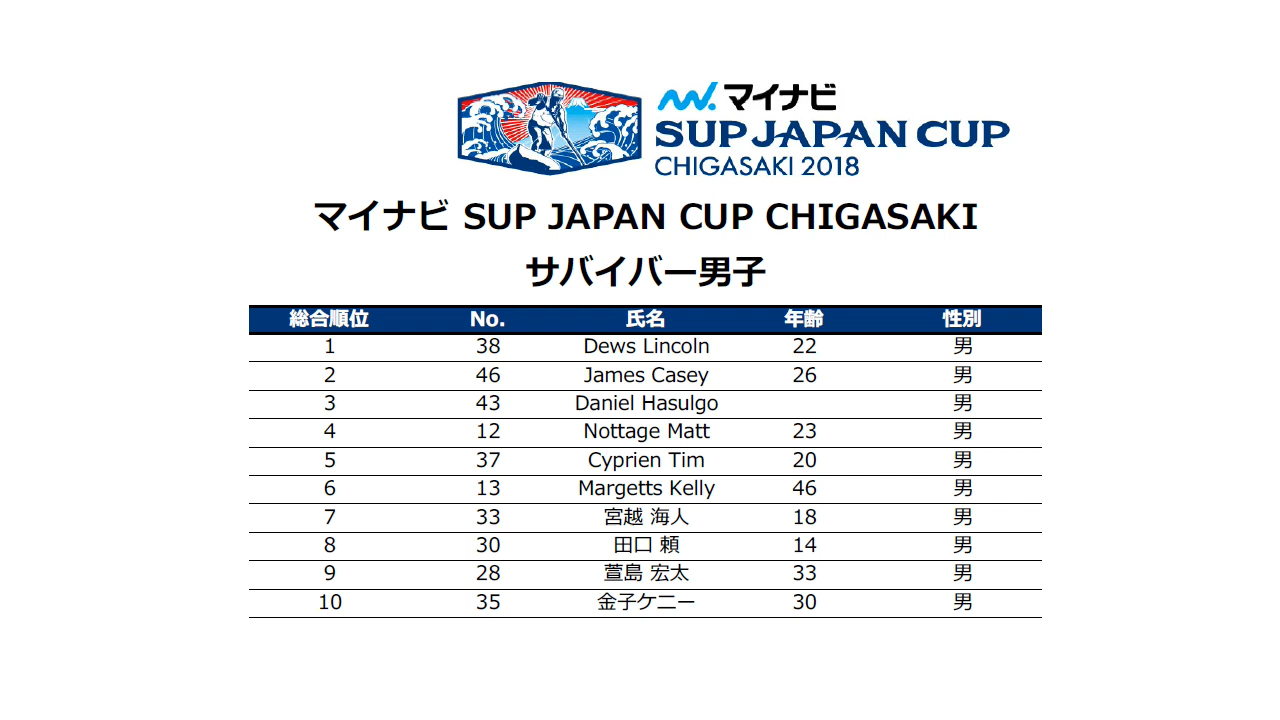 マイナビ
SUP JAPAN CUP
CHIGASAKI 2018
マイナビ SUP JAPAN CUP CHIGASAKI
サバイバー男子
総合順位 No. 氏名 年齢 性別
1 38 Dews Lincoln 22 男
2 46 James Casey 26 男
3 43 Daniel Hasulgo 男
4 12 Nottage Matt 23 男
5 37 Cyprien Tim 20 男
6 13 Margetts Kelly 46 男
7 33 宮越 海人 18 男
8 30 田口 頼 14 男
9 28 萱島 宏太 33 男
10 35 金子ケニー 30 男